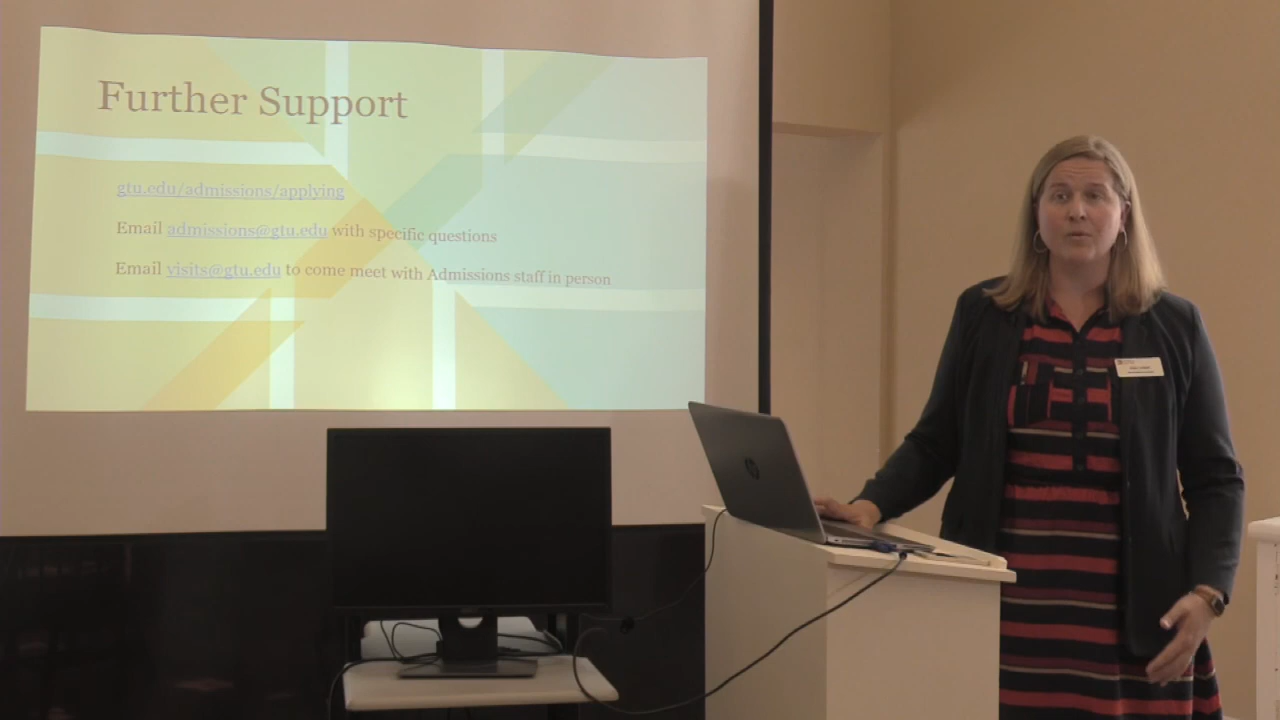 Further Support
gtu.edu/admissions/applying
Email admissions@gtu.edu with specific questions
Email visits@gtu.edu to come meet with Admissions staff in person
hp